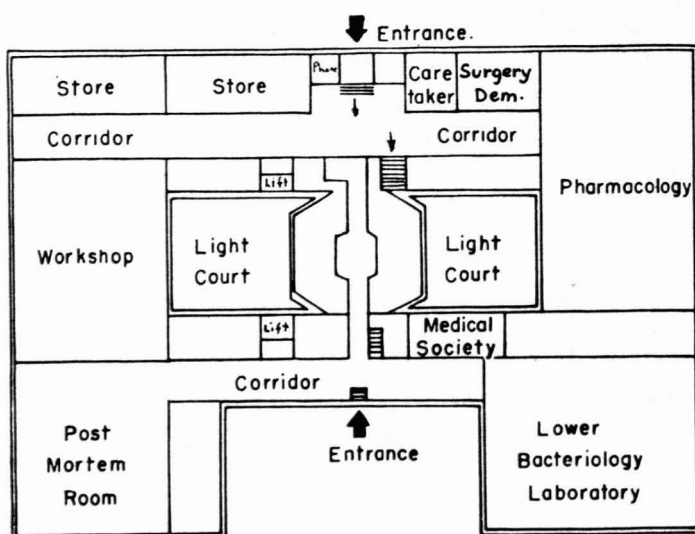 Entrance.
Store
Store
Phone
Care
taker
Surgery
Dem.
Corridor
Corridor
Lift
Pharmacology
Workshop
Light
Court
Light
Court
Lift
Medical
Society
Corridor
Post
Mortem
Room
Entrance
Lower
Bacteriology
Laboratory